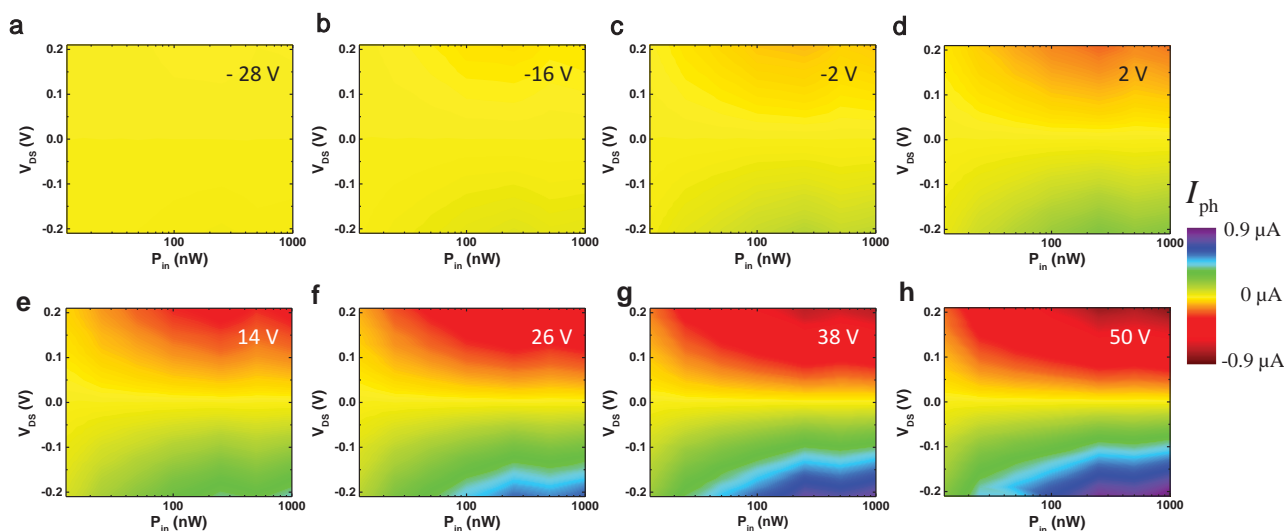 a
b
c
d
- 28 V
-16 V
-2 V
2 V
0.2
0.1
0.0
-0.1
-0.2
V_DS (V)
100
1000
P_in (nW)
0.2
0.1
0.0
-0.1
-0.2
V_DS (V)
100
1000
P_in (nW)
0.2
0.1
0.0
-0.1
-0.2
V_DS (V)
100
1000
P_in (nW)
0.2
0.1
0.0
-0.1
-0.2
V_DS (V)
100
1000
P_in (nW)
I_ph
0.9 μA
0 μA
-0.9 μA
e
f
g
h
14 V
26 V
38 V
50 V
0.2
0.1
0.0
-0.1
-0.2
V_DS (V)
100
1000
P_in (nW)
0.2
0.1
0.0
-0.1
-0.2
V_DS (V)
100
1000
P_in (nW)
0.2
0.1
0.0
-0.1
-0.2
V_DS (V)
100
1000
P_in (nW)
0.2
0.1
0.0
-0.1
-0.2
V_DS (V)
100
1000
P_in (nW)